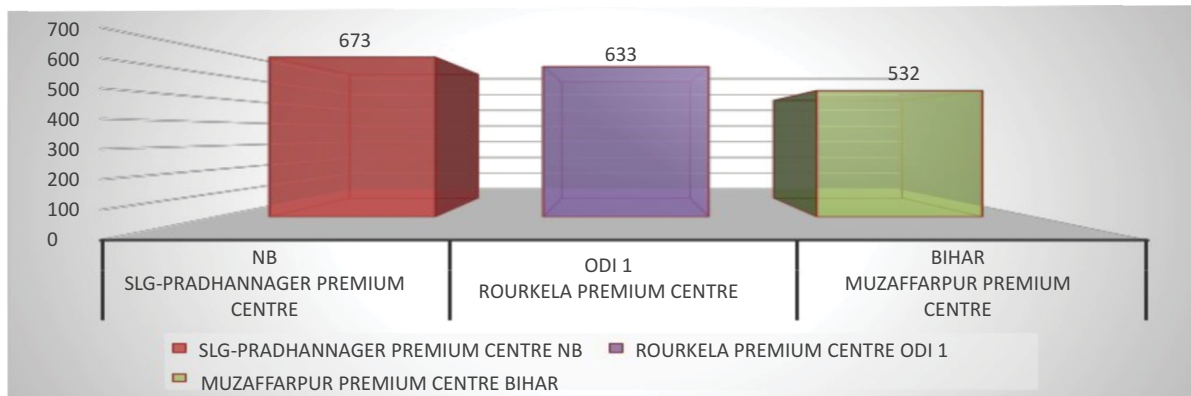 700
600
500
400
300
200
100
0
673
633
532
NB
SLG-PRADHANNAGER PREMIUM
CENTRE
ODI 1
ROURKELA PREMIUM CENTRE
BIHAR
MUZAFFARPUR PREMIUM
CENTRE
SLG-PRADHANNAGER PREMIUM CENTRE NB
ROURKELA PREMIUM CENTRE ODI 1
MUZAFFARPUR PREMIUM CENTRE BIHAR